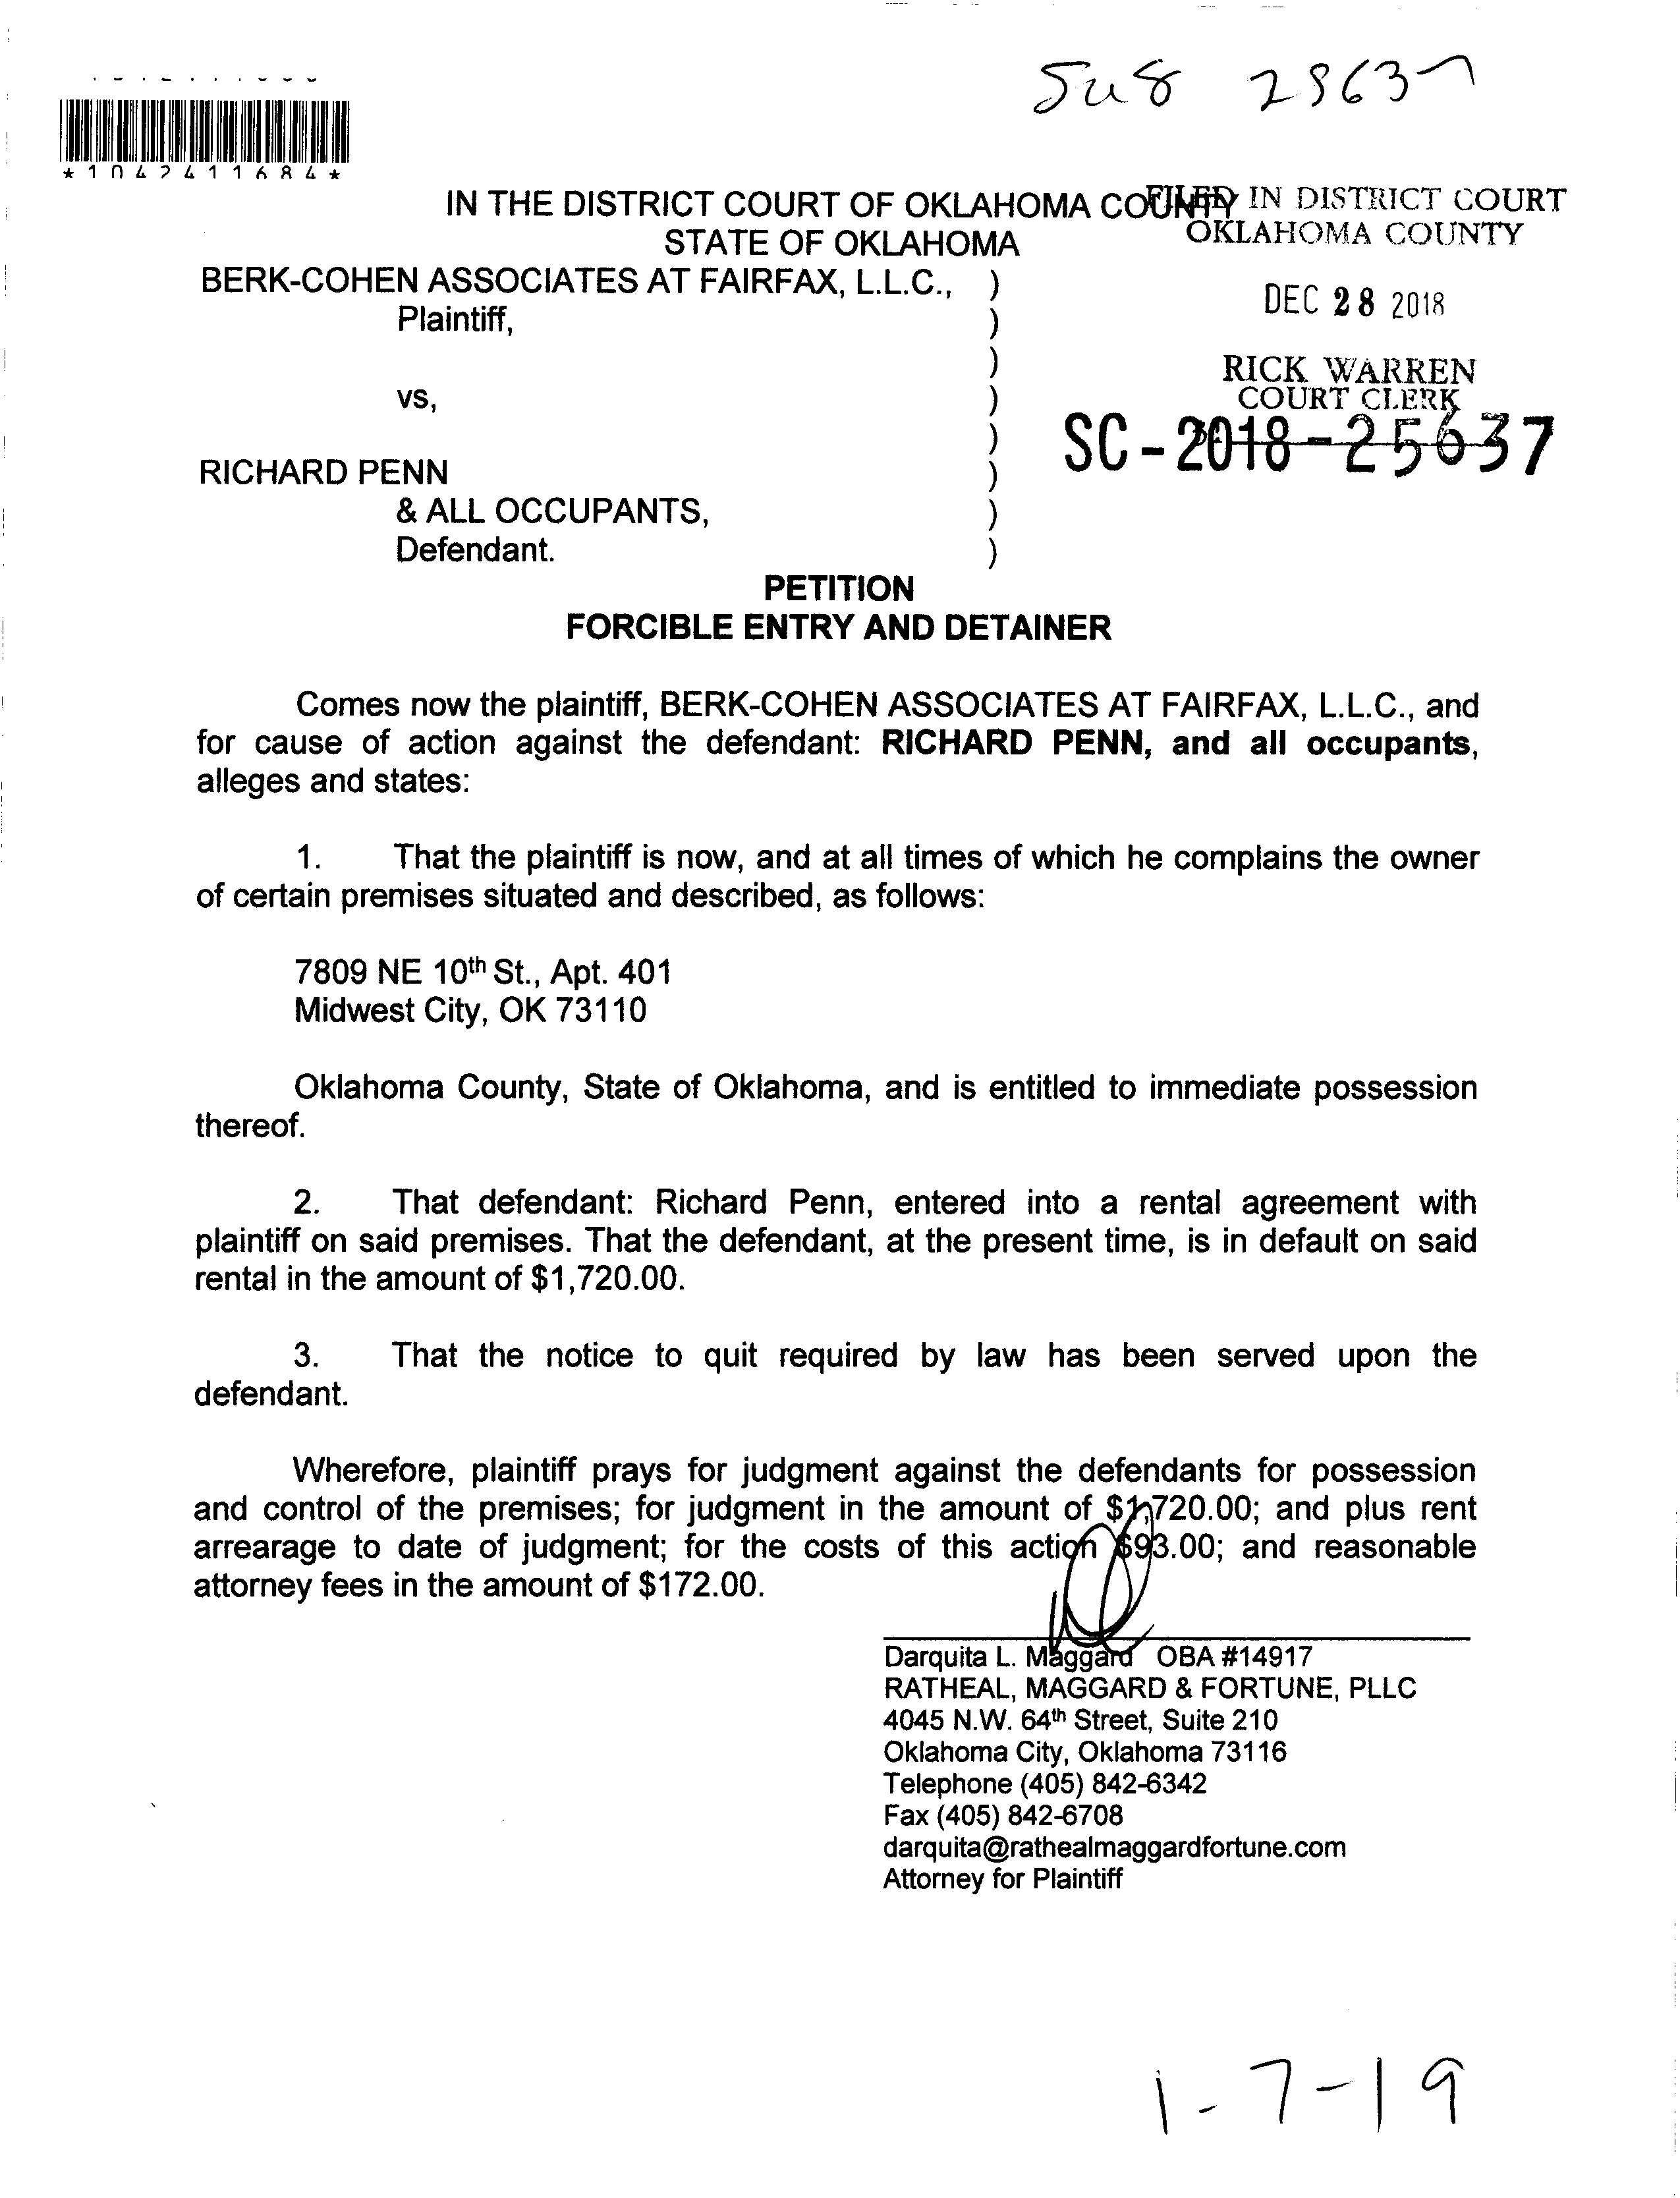 *1042411684*
IN THE DISTRICT COURT OF OKLAHOMA COUNTY
STATE OF OKLAHOMA
FILED IN DISTRICT COURT
OKLAHOMA COUNTY
BERK-COHEN ASSOCIATES AT FAIRFAX, L.L.C., )
Plaintiff, )
DEC 28 2018
)
RICK WARREN
COURT CLERK
vs, )
)
SC-2018-25637
RICHARD PENN )
& ALL OCCUPANTS, )
Defendant. )
PETITION
FORCIBLE ENTRY AND DETAINER
Comes now the plaintiff, BERK-COHEN ASSOCIATES AT FAIRFAX, L.L.C., and
for cause of action against the defendant: RICHARD PENN, and all occupants,
alleges and states:
1. That the plaintiff is now, and at all times of which he complains the owner
of certain premises situated and described, as follows:
7809 NE 10th St., Apt. 401
Midwest City, OK 73110
Oklahoma County, State of Oklahoma, and is entitled to immediate possession
thereof.
2. That defendant: Richard Penn, entered into a rental agreement with
plaintiff on said premises. That the defendant, at the present time, is in default on said
rental in the amount of $1,720.00.
3. That the notice to quit required by law has been served upon the
defendant.
Wherefore, plaintiff prays for judgment against the defendants for possession
and control of the premises; for judgment in the amount of $1,720.00; and plus rent
arrearage to date of judgment; for the costs of this action $93.00; and reasonable
attorney fees in the amount of $172.00.
Darquita L. Maggard OBA #14917
RATHEAL, MAGGARD & FORTUNE, PLLC
4045 N.W. 64th Street, Suite 210
Oklahoma City, Oklahoma 73116
Telephone (405) 842-6342
Fax (405) 842-6708
darquita@rathealmaggardfortune.com
Attorney for Plaintiff
1-7-19